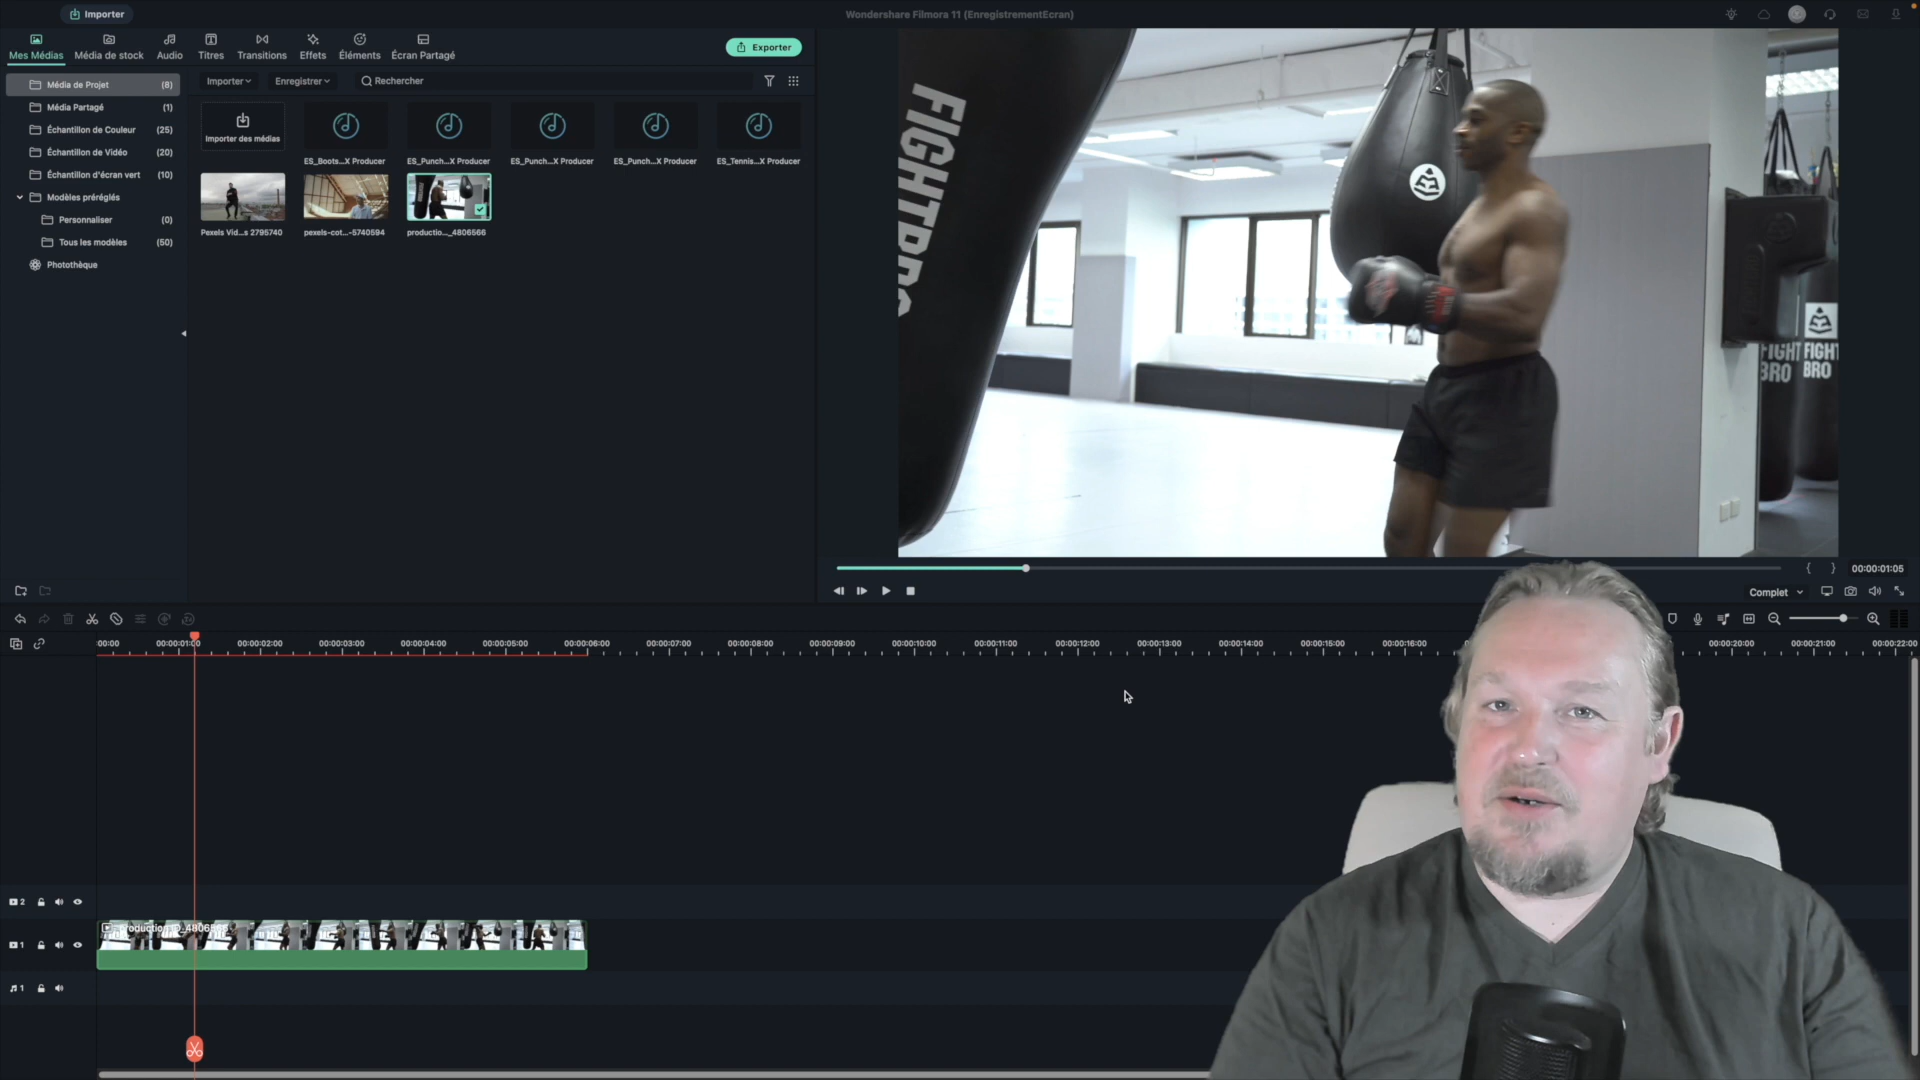 Importer
Wondershare Filmora 11 (EnregistrementEcran)
Mes Médias
Média de stock
Audio
Titres
Transitions
Effets
Éléments
Écran Partagé
Exporter
Média de Projet (8)
Média Partagé (1)
Échantillon de Couleur (25)
Échantillon de Vidéo (20)
Échantillon d'écran vert (10)
Modèles préréglés
Personnaliser (0)
Tous les modèles (50)
Photothèque
Importer
Enregistrer
Rechercher
Importer des médias
ES_Boots...X Producer
ES_Punch...X Producer
ES_Punch...X Producer
ES_Punch...X Producer
ES_Tennis...X Producer
Pexels Vid...s 2795740
pexels-cot...-5740594
productio..._4806566
FIGHTBRO
FIGHT
BRO
FIGHT
BRO
{ }
00:00:01:05
Complet
:00:00
00:00:02:00
00:00:03:00
00:00:04:00
00:00:05:00
00:00:06:00
00:00:07:00
00:00:08:00
00:00:09:00
00:00:10:00
00:00:11:00
00:00:12:00
00:00:13:00
00:00:14:00
00:00:15:00
00:00:16:00
00:00:20:00
00:00:21:00
00:00:22:00
2
1
1